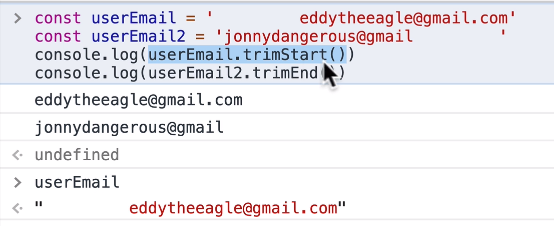 > const userEmail = '         eddytheeagle@gmail.com'
const userEmail2 = 'jonnydangerous@gmail         '
console.log(userEmail.trimStart())
console.log(userEmail2.trimEnd())
eddytheeagle@gmail.com
jonnydangerous@gmail
<· undefined
> userEmail
<· "         eddytheeagle@gmail.com"